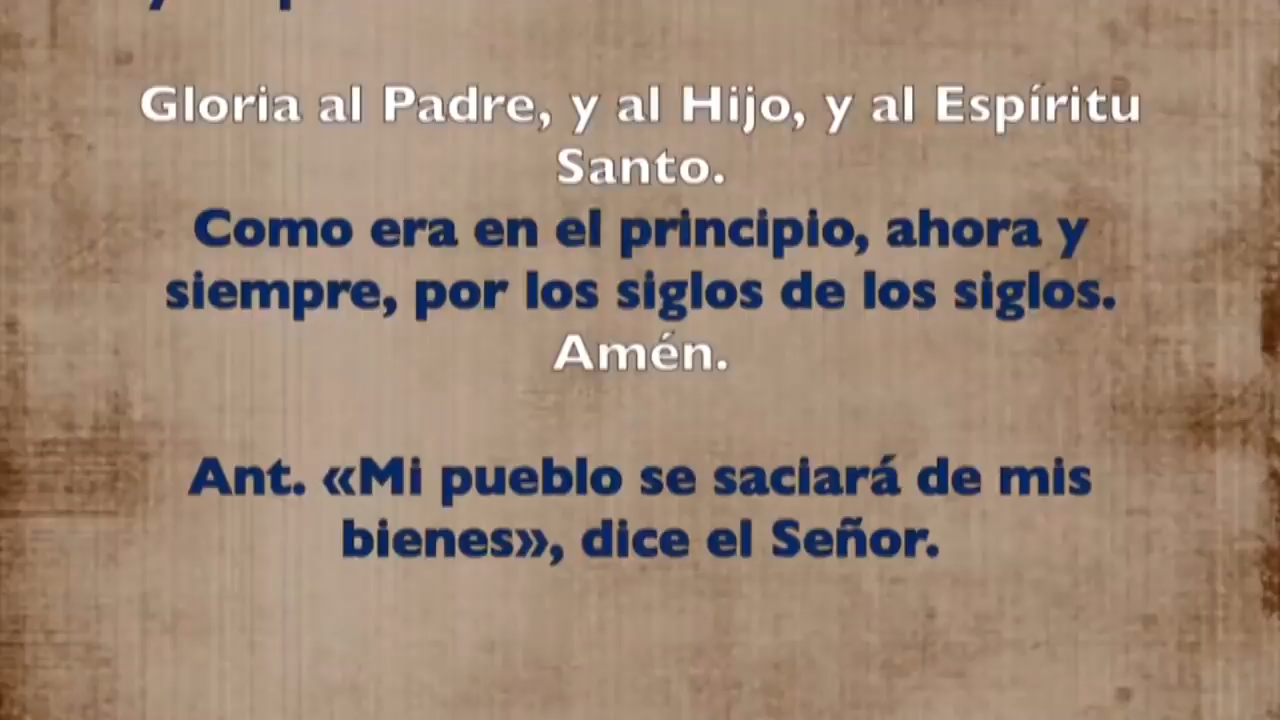 Gloria al Padre, y al Hijo, y al Espíritu
Santo.
Como era en el principio, ahora y
siempre, por los siglos de los siglos.
Amén.
Ant. «Mi pueblo se saciará de mis
bienes», dice el Señor.